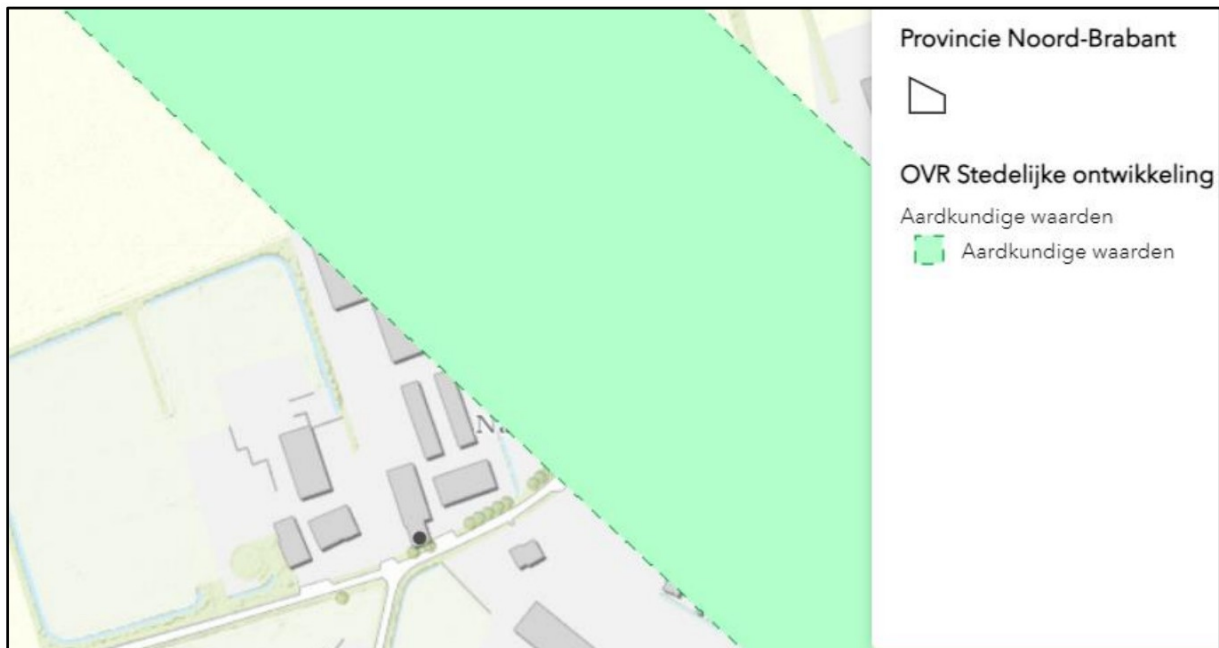 Provincie Noord-Brabant
OVR Stedelijke ontwikkeling
Aardkundige waarden
Aardkundige waarden